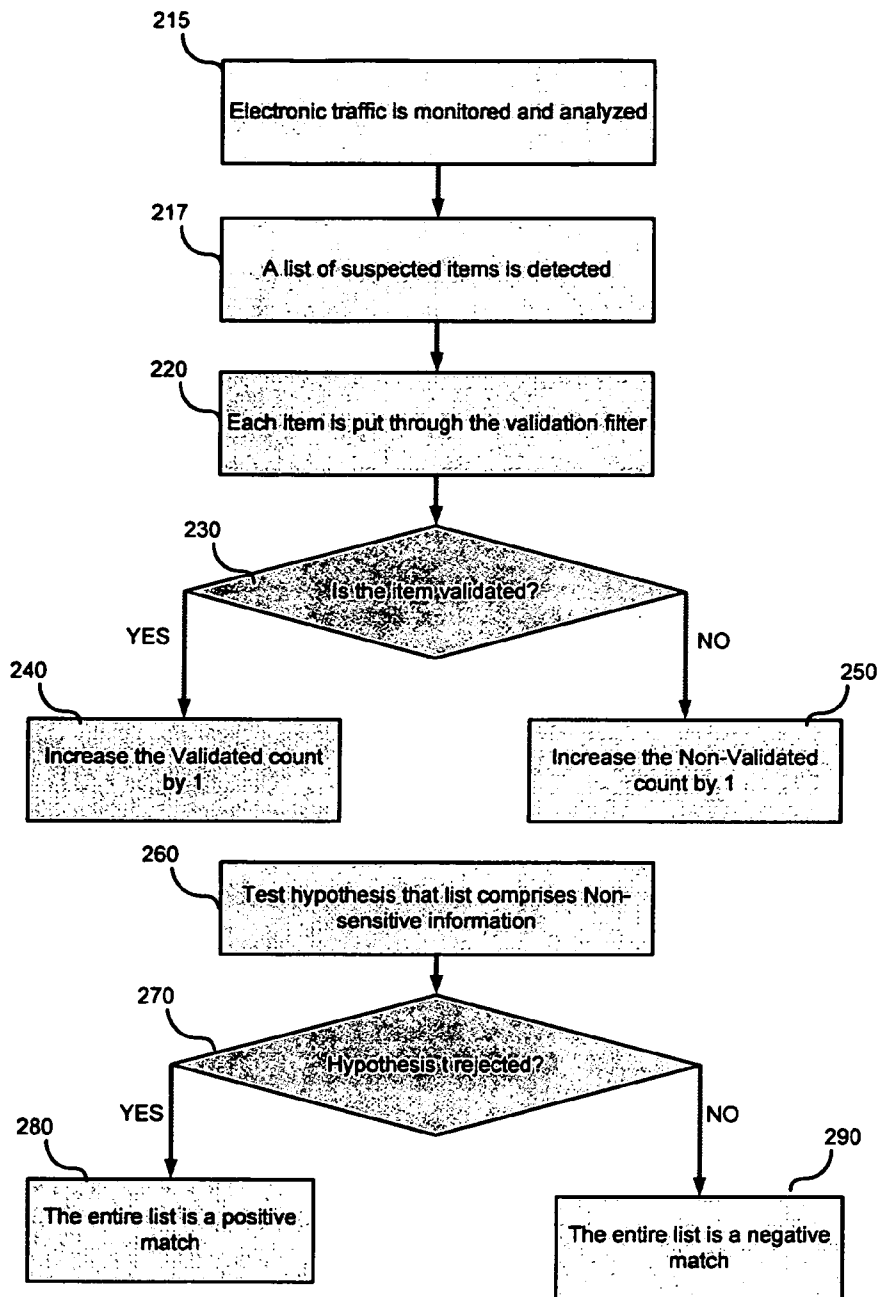 215
Electronic traffic is monitored and analyzed
217
A list of suspected items is detected
220
Each item is put through the validation filter
230
Is the item validated?
YES
NO
240
250
Increase the Validated count
by 1
Increase the Non-Validated
count by 1
260
Test hypothesis that list comprises Non-
sensitive information
270
Hypothesis't rejected?
YES
NO
280
290
The entire list is a positive
match
The entire list is a negative
match